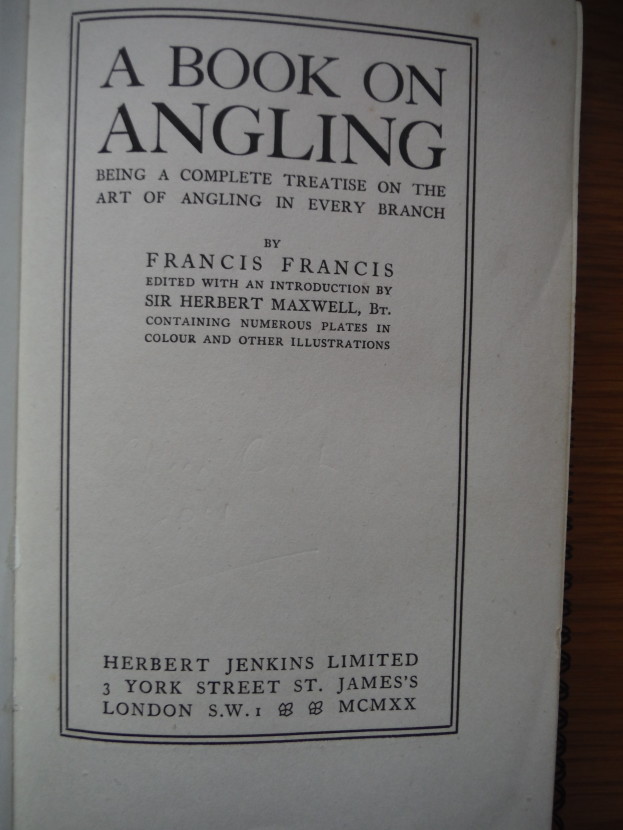 A BOOK ON
ANGLING
BEING A COMPLETE TREATISE ON THE
ART OF ANGLING IN EVERY BRANCH
BY
FRANCIS FRANCIS
EDITED WITH AN INTRODUCTION BY
SIR HERBERT MAXWELL, BT.
CONTAINING NUMEROUS PLATES IN
COLOUR AND OTHER ILLUSTRATIONS
HERBERT JENKINS LIMITED
3 YORK STREET ST. JAMES'S
LONDON S.W.1 MCMXX